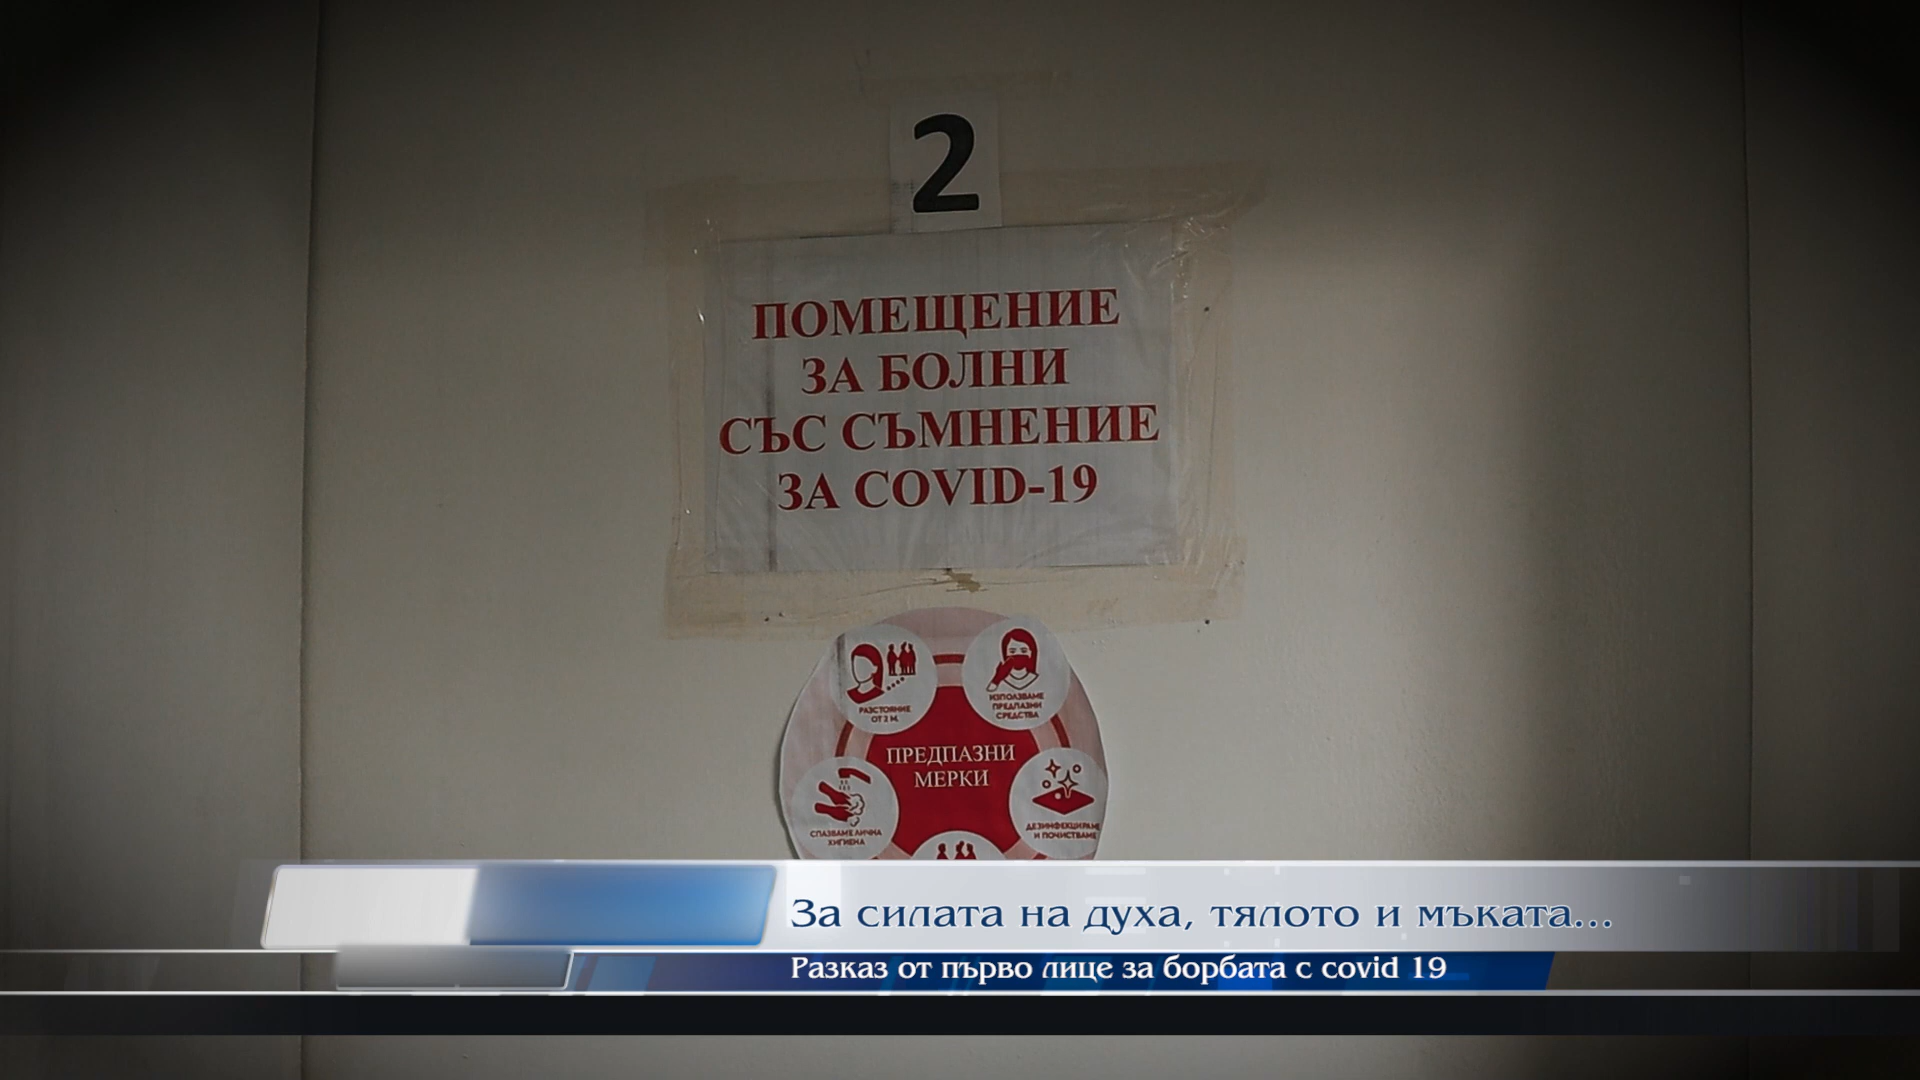 2
ПОМЕЩЕНИЕ
ЗА БОЛНИ
СЪС СЪМНЕНИЕ
ЗА COVID-19
РАЗСТОЯНИЕ
ОТ 2 М.
ИЗПОЛЗВАМЕ
ПРЕДПАЗНИ
СРЕДСТВА
ПРЕДПАЗНИ
МЕРКИ
СПАЗВАМЕ ЛИЧНА
ХИГИЕНА
ДЕЗИНФЕКЦИРАМЕ
И ПОЧИСТВАМЕ
За силата на духа, тялото и мъката...
Разказ от първо лице за борбата с covid 19